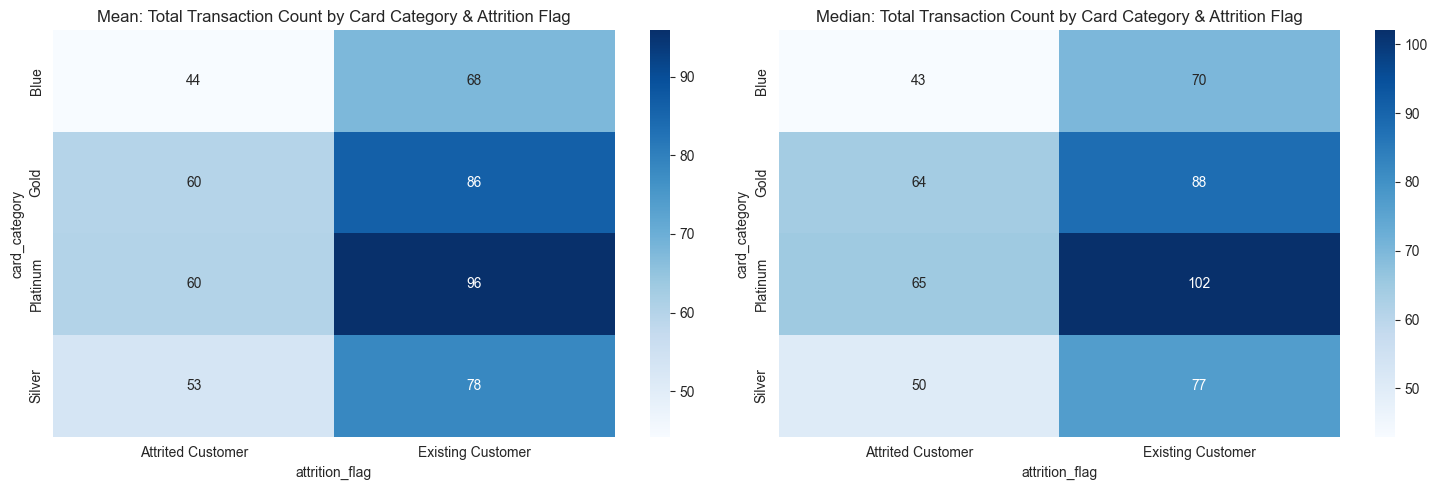 Mean: Total Transaction Count by Card Category & Attrition Flag
card_category
Blue
44
68
Gold
60
86
Platinum
60
96
Silver
53
78
Attrited Customer
Existing Customer
attrition_flag
90
80
70
60
50
Median: Total Transaction Count by Card Category & Attrition Flag
card_category
Blue
43
70
Gold
64
88
Platinum
65
102
Silver
50
77
Attrited Customer
Existing Customer
attrition_flag
100
90
80
70
60
50